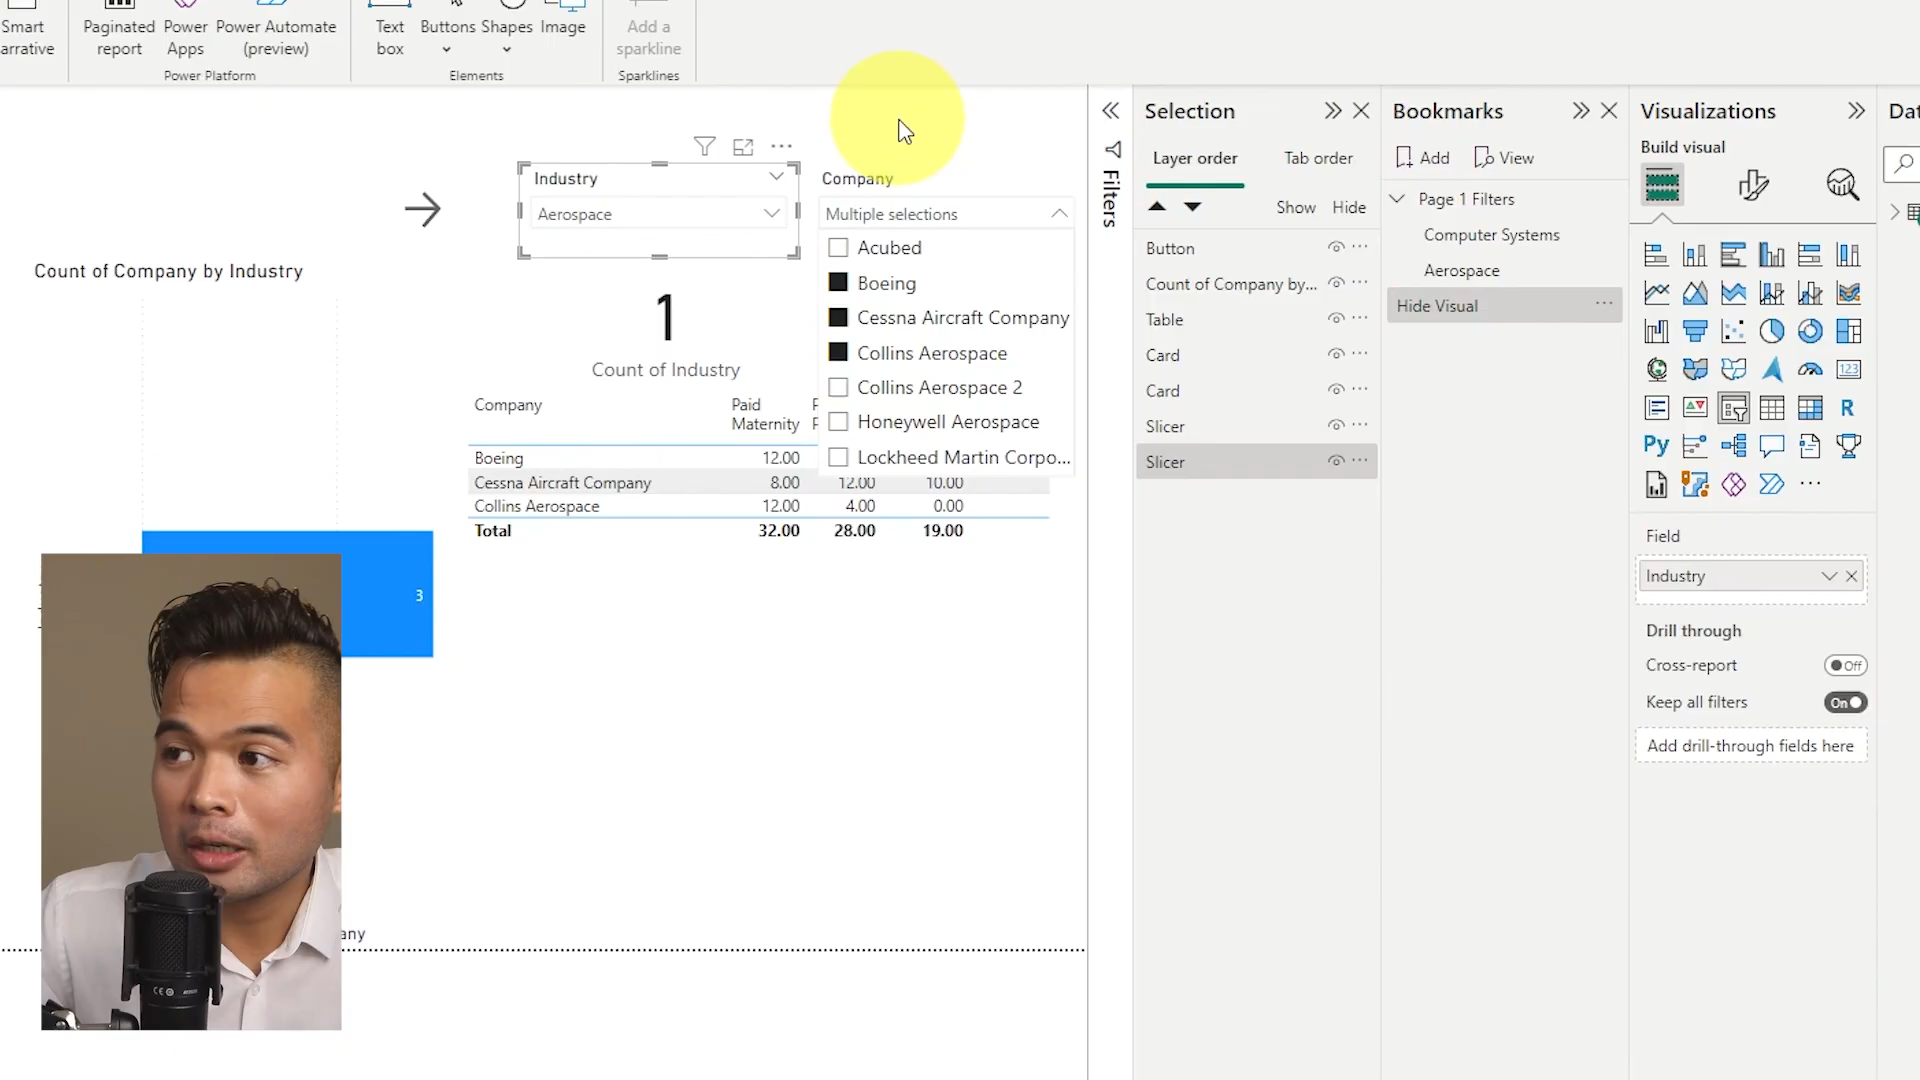 Smart
arrative
Paginated
report
Power
Apps
Power Automate
(preview)
Power Platform
Text
box
Buttons
Shapes
Image
Elements
Add a
sparkline
Sparklines
Industry
Aerospace
Company
Multiple selections
Acubed
Boeing
Cessna Aircraft Company
Collins Aerospace
Collins Aerospace 2
Honeywell Aerospace
Lockheed Martin Corpo...
Count of Company by Industry
1
Count of Industry
Company
Paid
Maternity
Boeing 12.00
Cessna Aircraft Company 8.00 12.00 10.00
Collins Aerospace 12.00 4.00 0.00
Total 32.00 28.00 19.00
3
any
Filters
Selection
Layer order
Tab order
Show
Hide
Button
Count of Company by...
Table
Card
Card
Slicer
Slicer
Bookmarks
Add
View
Page 1 Filters
Computer Systems
Aerospace
Hide Visual
Visualizations
Build visual
123
R
Py
Field
Industry
Drill through
Cross-report
Off
Keep all filters
On
Add drill-through fields here
Dat